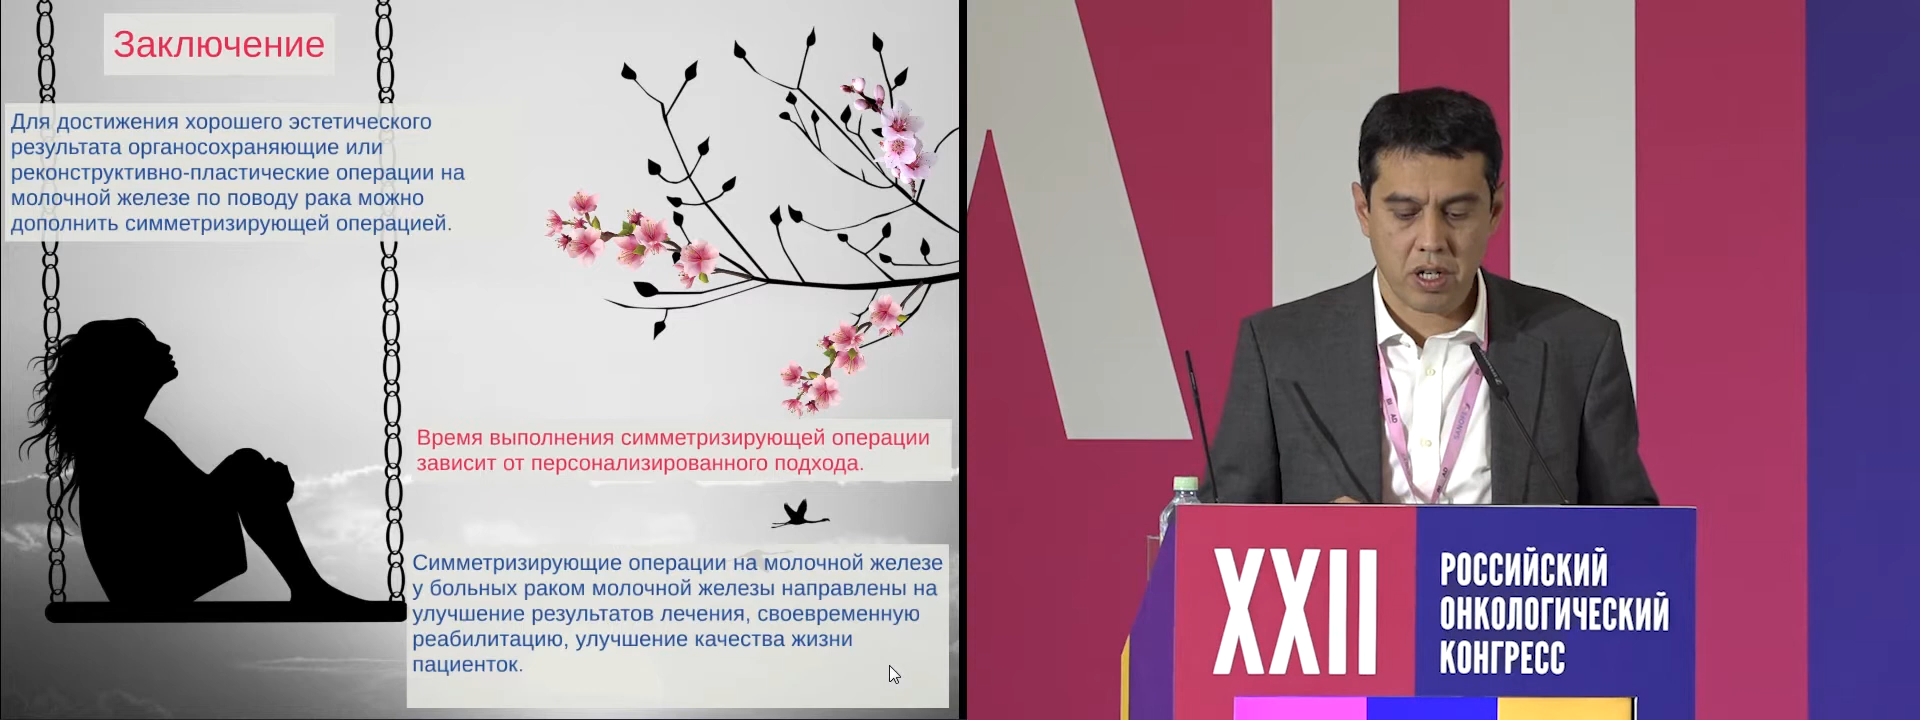 Заключение
Для достижения хорошего эстетического
результата органосохраняющие или
реконструктивно-пластические операции на
молочной железе по поводу рака можно
дополнить симметризирующей операцией.
Время выполнения симметризирующей операции
зависит от персонализированного подхода.
Симметризирующие операции на молочной железе
у больных раком молочной железы направлены на
улучшение результатов лечения, своевременную
реабилитацию, улучшение качества жизни
пациенток.
XXII
РОССИЙСКИЙ
ОНКОЛОГИЧЕСКИЙ
КОНГРЕСС